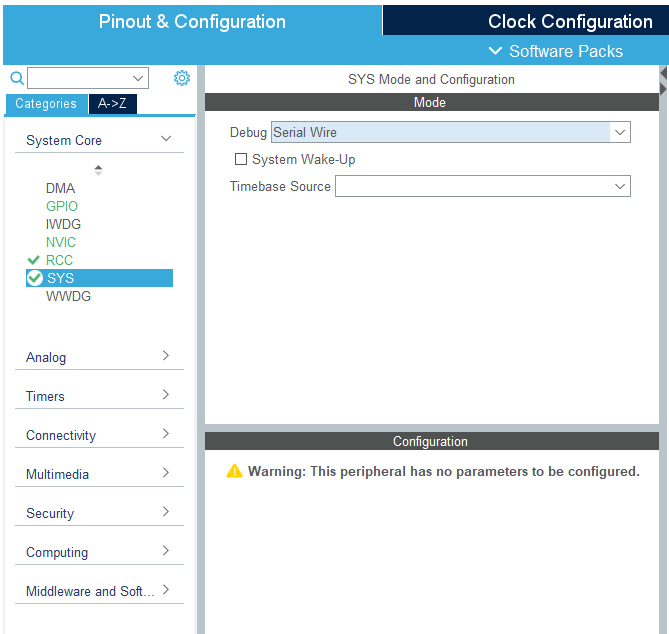 Pinout & Configuration
Clock Configuration
Software Packs
Categories
A->Z
System Core
DMA
GPIO
IWDG
NVIC
RCC
SYS
WWDG
Analog
Timers
Connectivity
Multimedia
Security
Computing
Middleware and Soft...
SYS Mode and Configuration
Mode
Debug Serial Wire
System Wake-Up
Timebase Source
Configuration
Warning: This peripheral has no parameters to be configured.